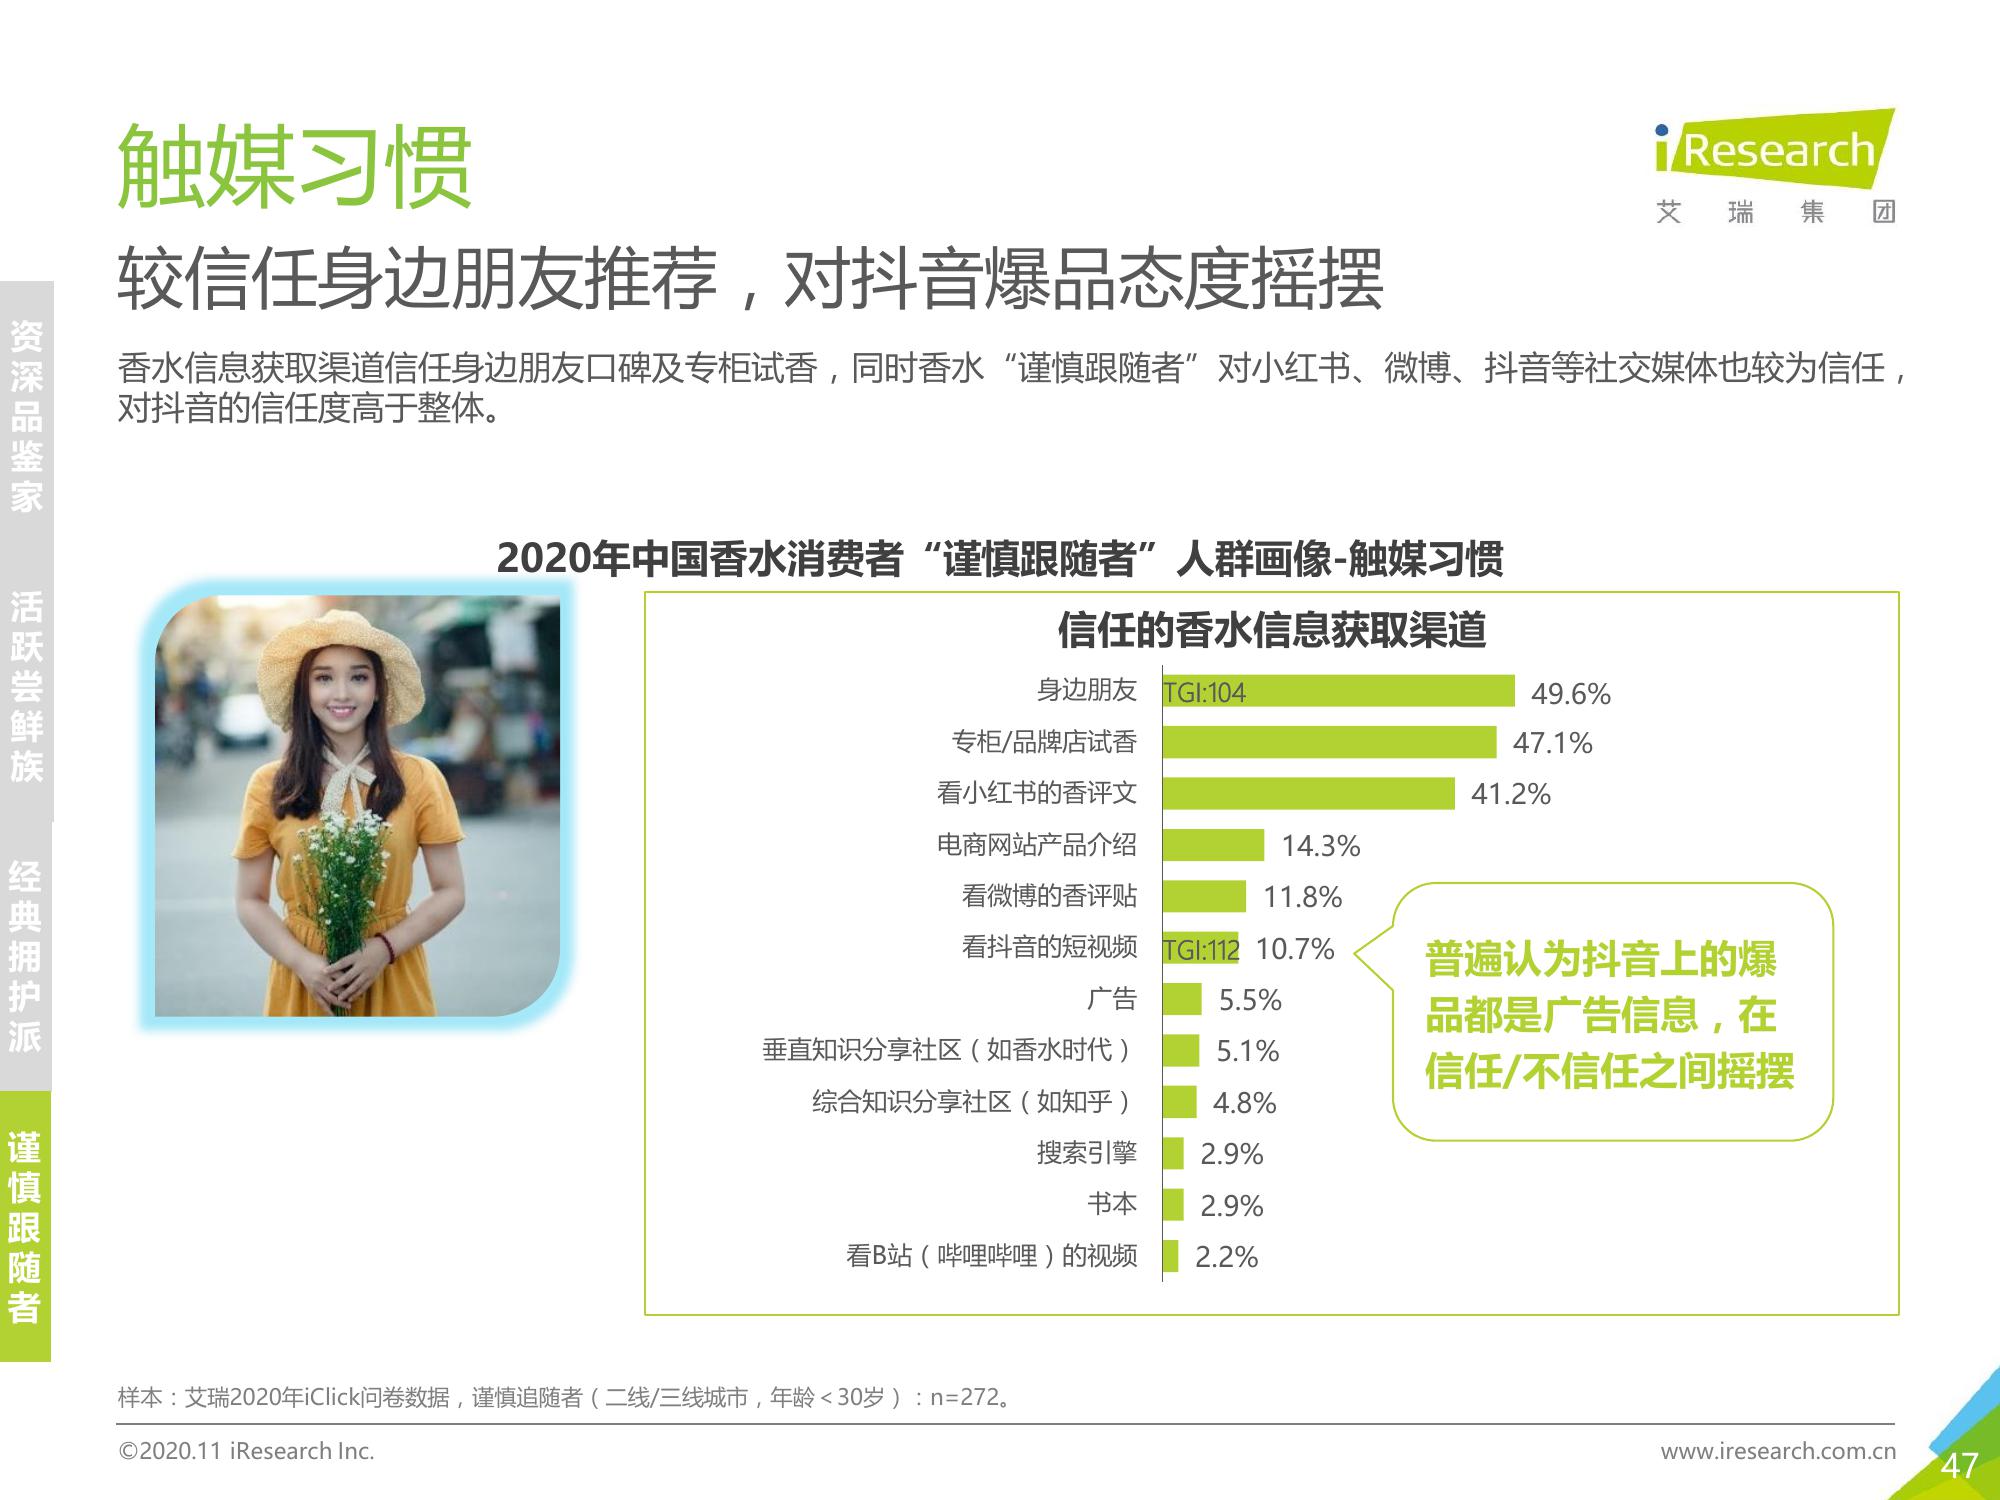 触媒习惯
iResearch
艾瑞集团
较信任身边朋友推荐，对抖音爆品态度摇摆
香水信息获取渠道信任身边朋友口碑及专柜试香，同时香水“谨慎跟随者”对小红书、微博、抖音等社交媒体也较为信任，
对抖音的信任度高于整体。
资深品鉴家
活跃尝鲜族
经典拥护派
谨慎跟随者
2020年中国香水消费者“谨慎跟随者”人群画像-触媒习惯
信任的香水信息获取渠道
身边朋友 TGI:104 49.6%
专柜/品牌店试香 47.1%
看小红书的香评文 41.2%
电商网站产品介绍 14.3%
看微博的香评贴 11.8%
看抖音的短视频 TGI:112 10.7%
广告 5.5%
垂直知识分享社区（如香水时代） 5.1%
综合知识分享社区（如知乎） 4.8%
搜索引擎 2.9%
书本 2.9%
看B站（哔哩哔哩）的视频 2.2%
普遍认为抖音上的爆
品都是广告信息，在
信任/不信任之间摇摆
样本：艾瑞2020年iClick问卷数据，谨慎追随者（二线/三线城市，年龄＜30岁）：n=272。
©2020.11 iResearch Inc.
www.iresearch.com.cn
47